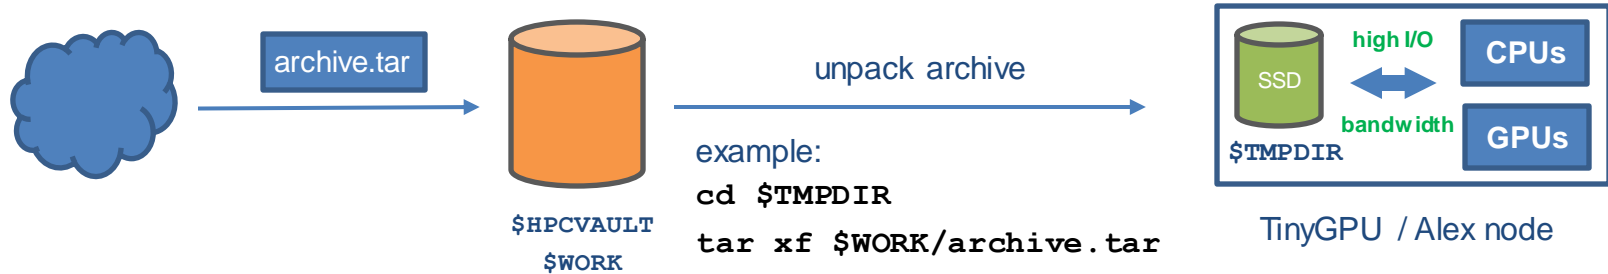 archive.tar
$HPCVAULT
$WORK
unpack archive
example:
cd $TMPDIR
tar xf $WORK/archive.tar
SSD
$TMPDIR
high I/O
bandwidth
CPUs
GPUs
TinyGPU / Alex node